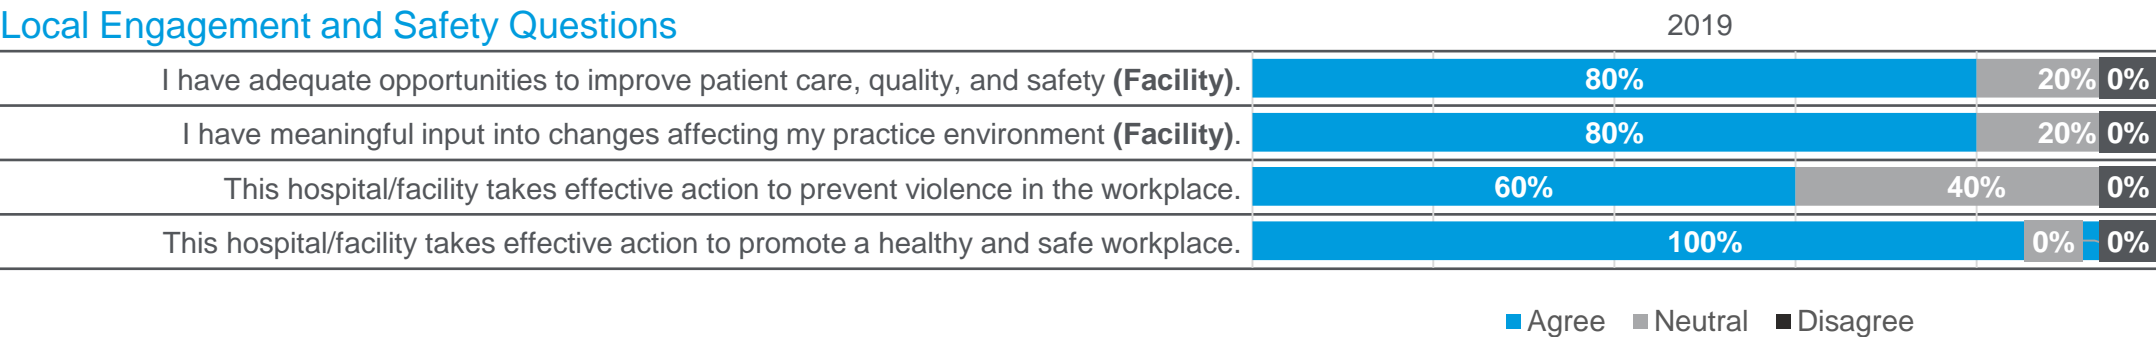 Local Engagement and Safety Questions 2019
I have adequate opportunities to improve patient care, quality, and safety (Facility). 80% 20% 0%
I have meaningful input into changes affecting my practice environment (Facility). 80% 20% 0%
This hospital/facility takes effective action to prevent violence in the workplace. 60% 40% 0%
This hospital/facility takes effective action to promote a healthy and safe workplace. 100% 0% 0%
Agree Neutral Disagree